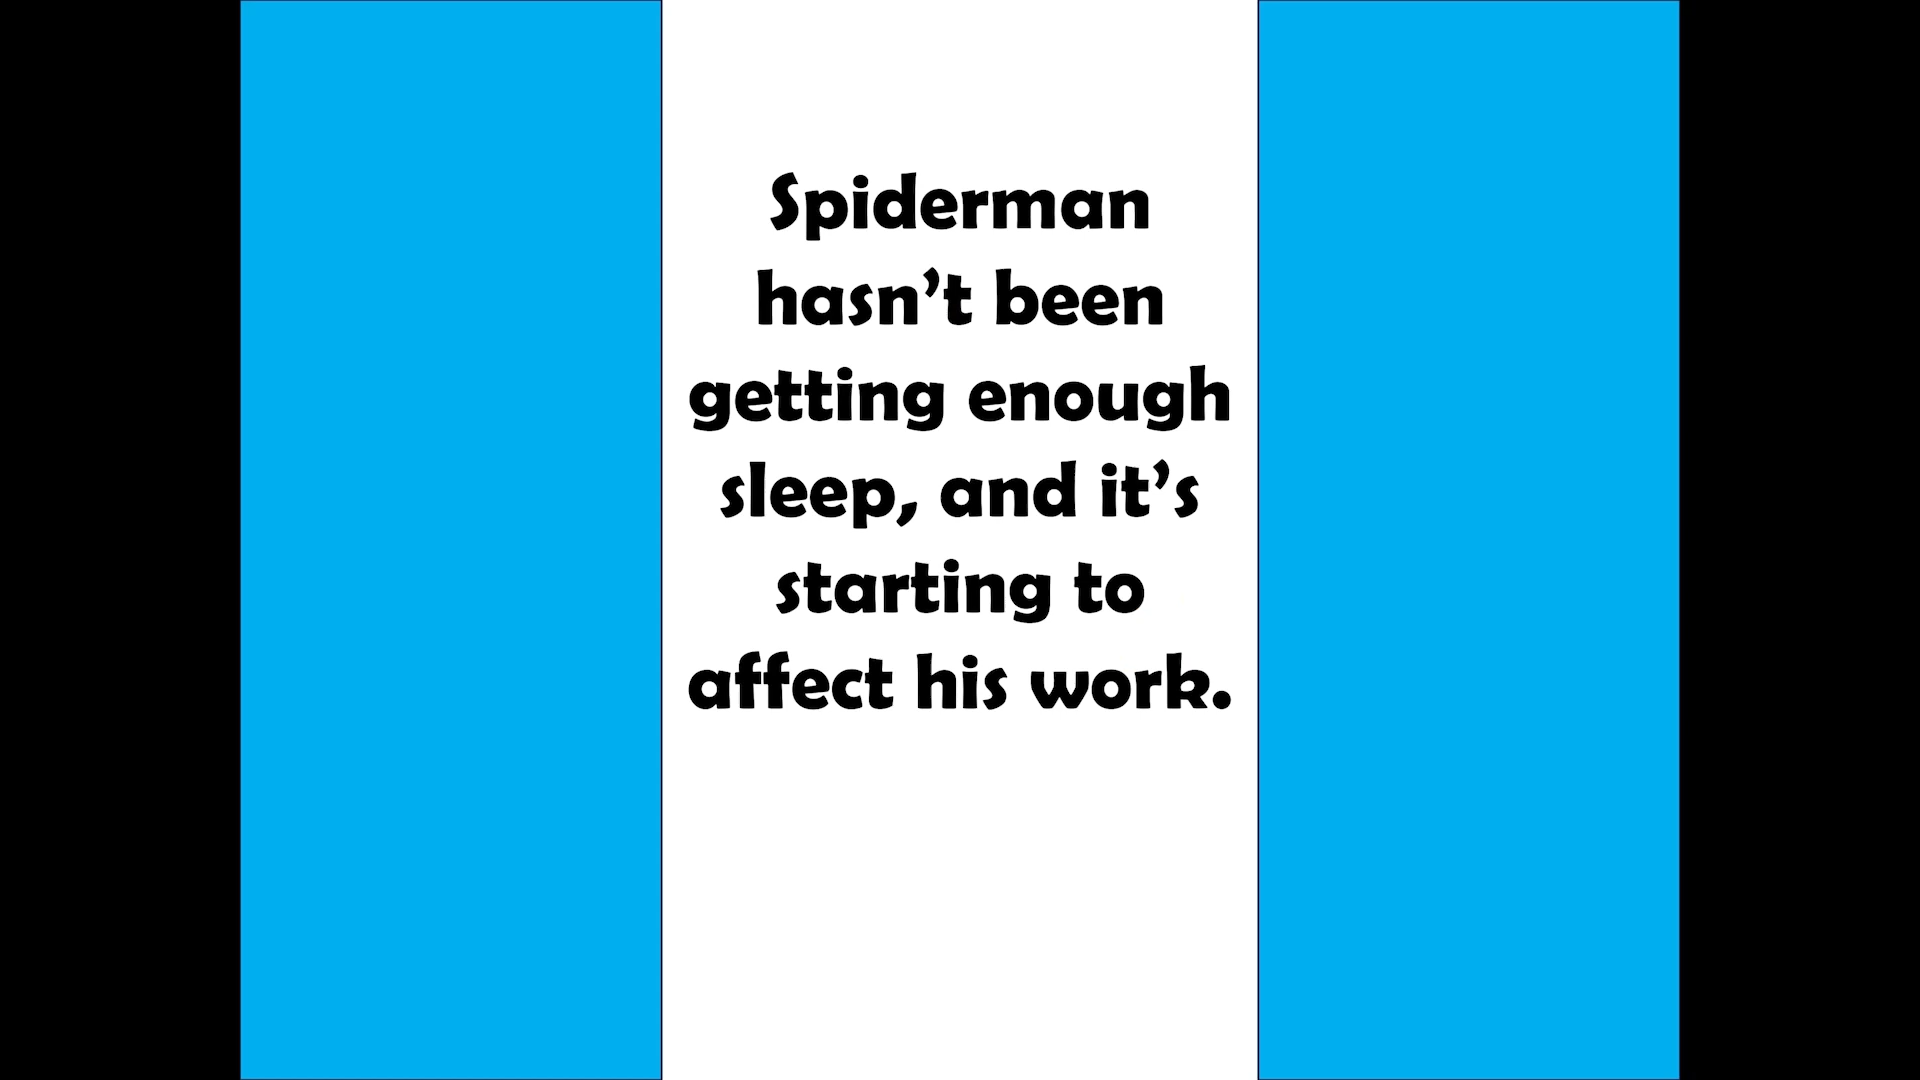 Spiderman
hasn’t been
getting enough
sleep, and it’s
starting to
affect his work.